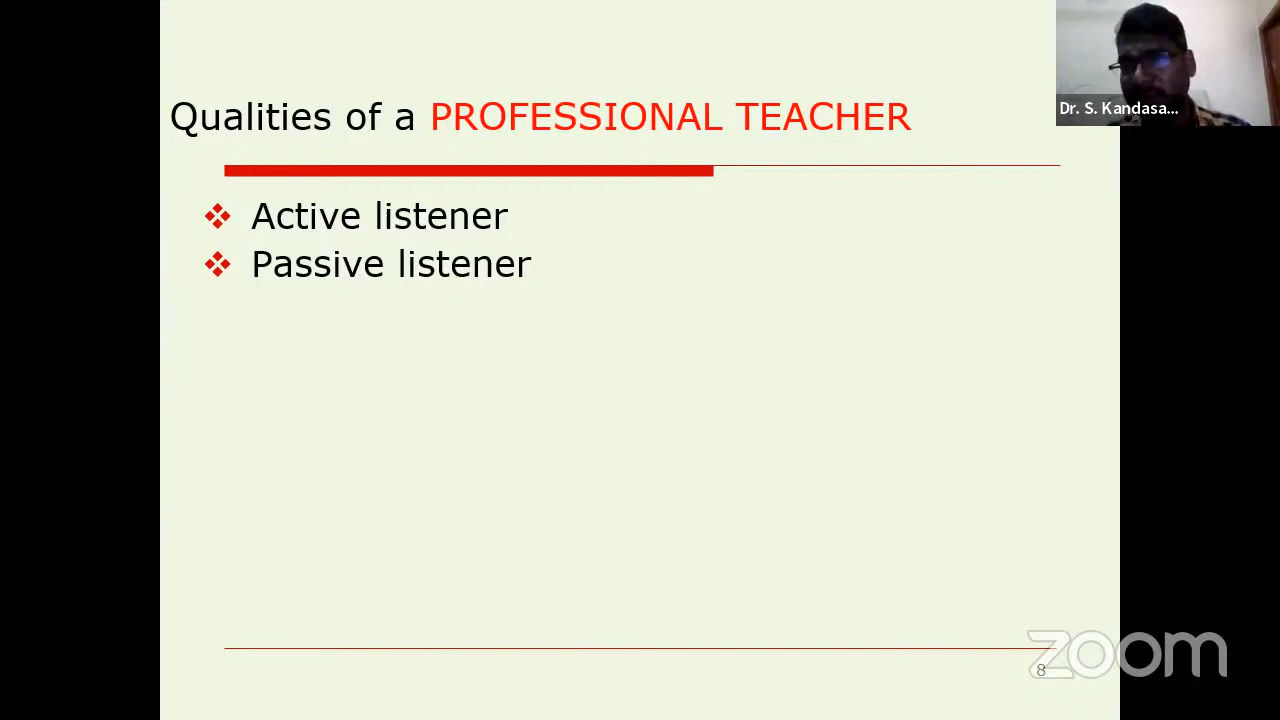 Qualities of a PROFESSIONAL TEACHER
Dr. S. Kandasa...
Active listener
Passive listener
8
zoom